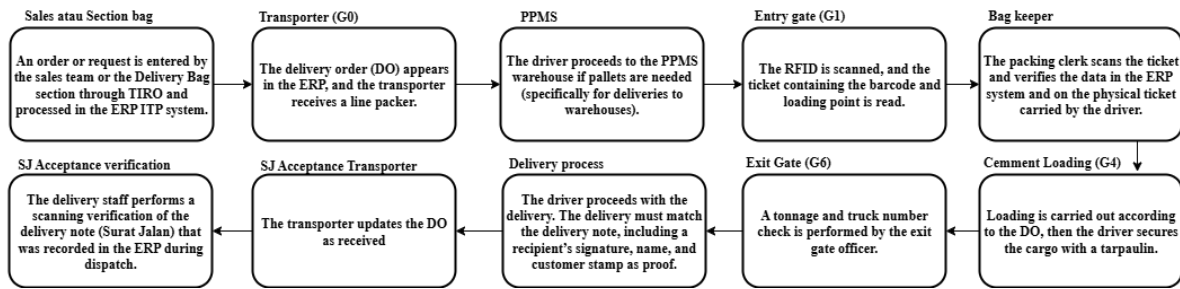 Sales atau Section bag
An order or request is entered by
the sales team or the Delivery Bag
section through TIRO and
processed in the ERP ITP system.
Transporter (G0)
The delivery order (DO) appears
in the ERP, and the transporter
receives a line packer.
PPMS
The driver proceeds to the PPMS
warehouse if pallets are needed
(specifically for deliveries to
warehouses).
Entry gate (G1)
The RFID is scanned, and the
ticket containing the barcode and
loading point is read.
Bag keeper
The packing clerk scans the ticket
and verifies the data in the ERP
system and on the physical ticket
carried by the driver.
Cemment Loading (G4)
Loading is carried out according
to the DO, then the driver secures
the cargo with a tarpaulin.
Exit Gate (G6)
A tonnage and truck number
check is performed by the exit
gate officer.
Delivery process
The driver proceeds with the
delivery. The delivery must match
the delivery note, including a
recipient's signature, name, and
customer stamp as proof.
SJ Acceptance Transporter
The transporter updates the DO
as received
SJ Acceptance verification
The delivery staff performs a
scanning verification of the
delivery note (Surat Jalan) that
was recorded in the ERP during
dispatch.